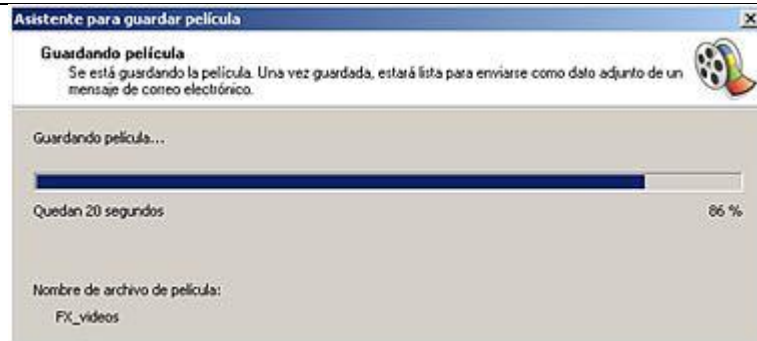 Asistente para guardar película
Guardando película
Se está guardando la película. Una vez guardada, estará lista para enviarse como dato adjunto de un
mensaje de correo electrónico.
Guardando película...
Quedan 20 segundos
86 %
Nombre de archivo de película:
FX_videos